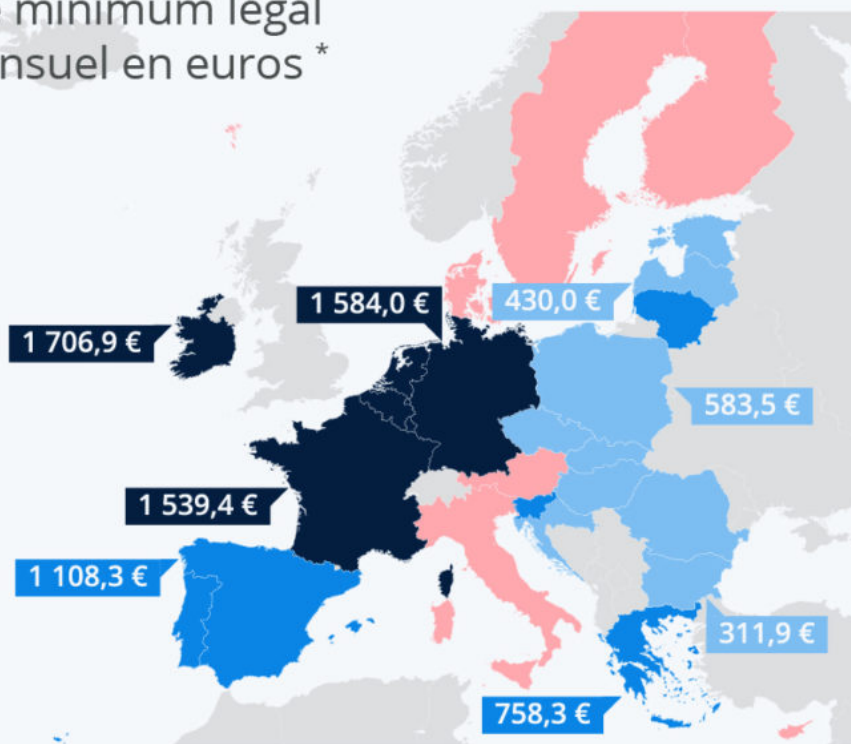 minimum legal
nsuel en euros *
1 584,0 €
430,0 €
1 706,9 €
583,5 €
1 539,4 €
1 108,3 €
311,9 €
758,3 €